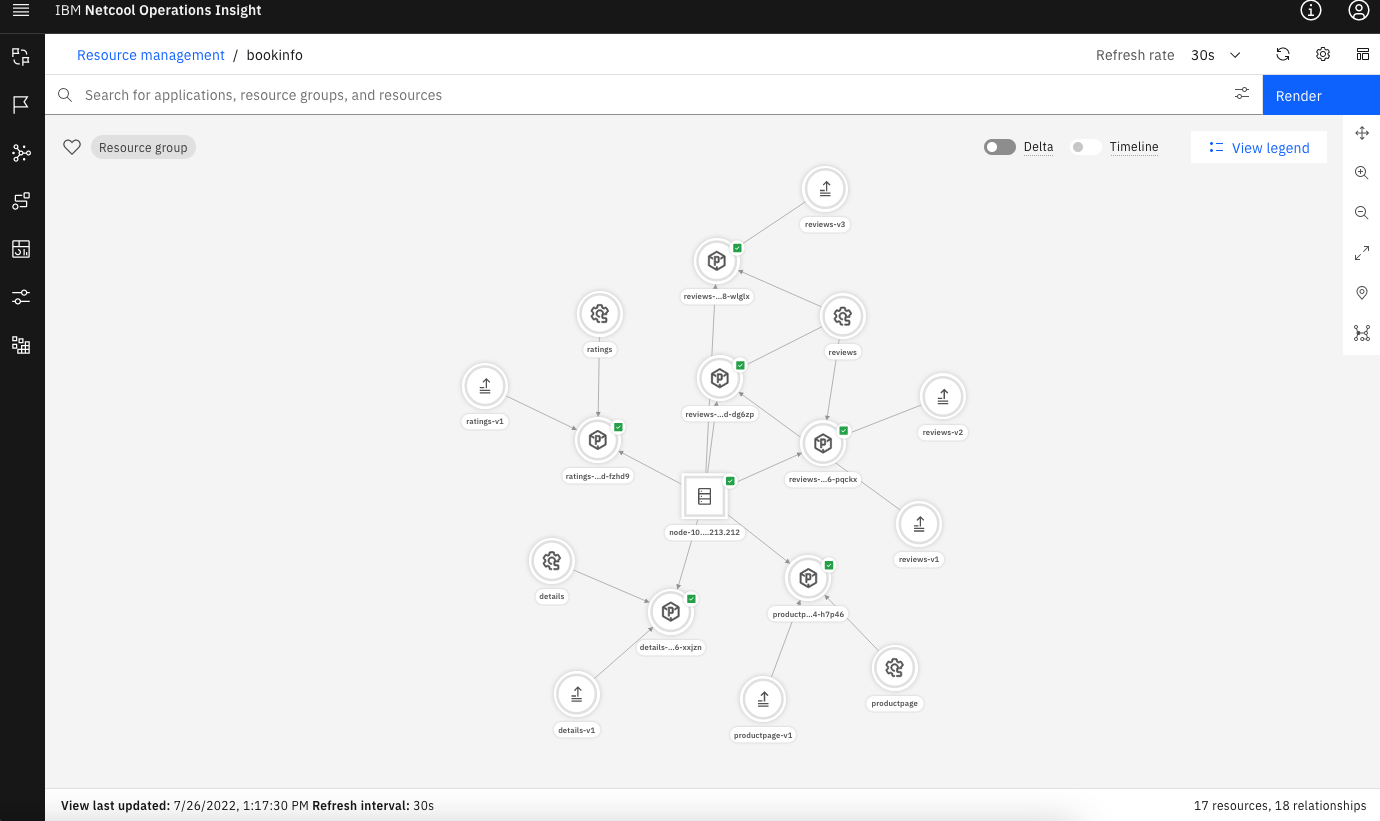 IBM Netcool Operations Insight
Resource management / bookinfo
Refresh rate 30s
Search for applications, resource groups, and resources
Render
Resource group
Delta
Timeline
View legend
reviews-v3
reviews-...8-wlglx
ratings
reviews
ratings-v1
reviews-...d-dg6zp
reviews-v2
ratings-...d-fzhd9
reviews-...6-pqckx
node-10....213.212
reviews-v1
details
productp...4-h7p46
details-...6-xxjzn
productpage
details-v1
productpage-v1
View last updated: 7/26/2022, 1:17:30 PM Refresh interval: 30s
17 resources, 18 relationships